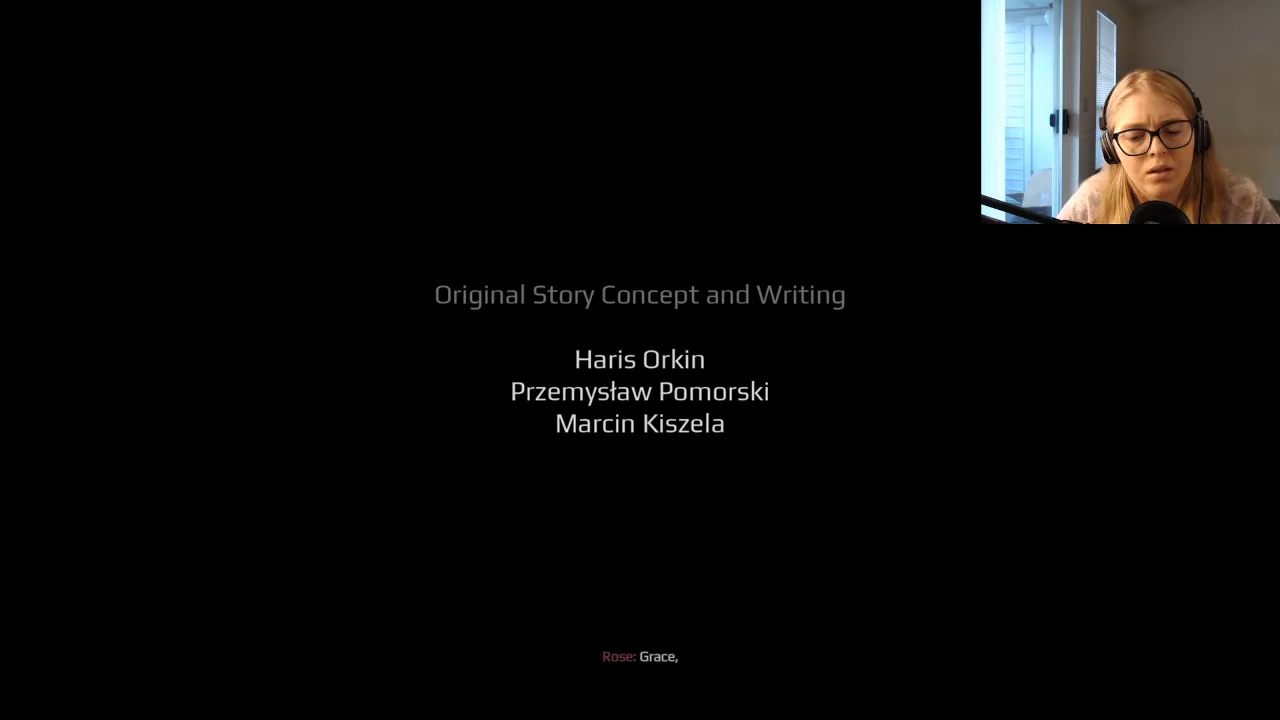 Original Story Concept and Writing
Haris Orkin
Przemysław Pomorski
Marcin Kiszela
Rose: Grace,